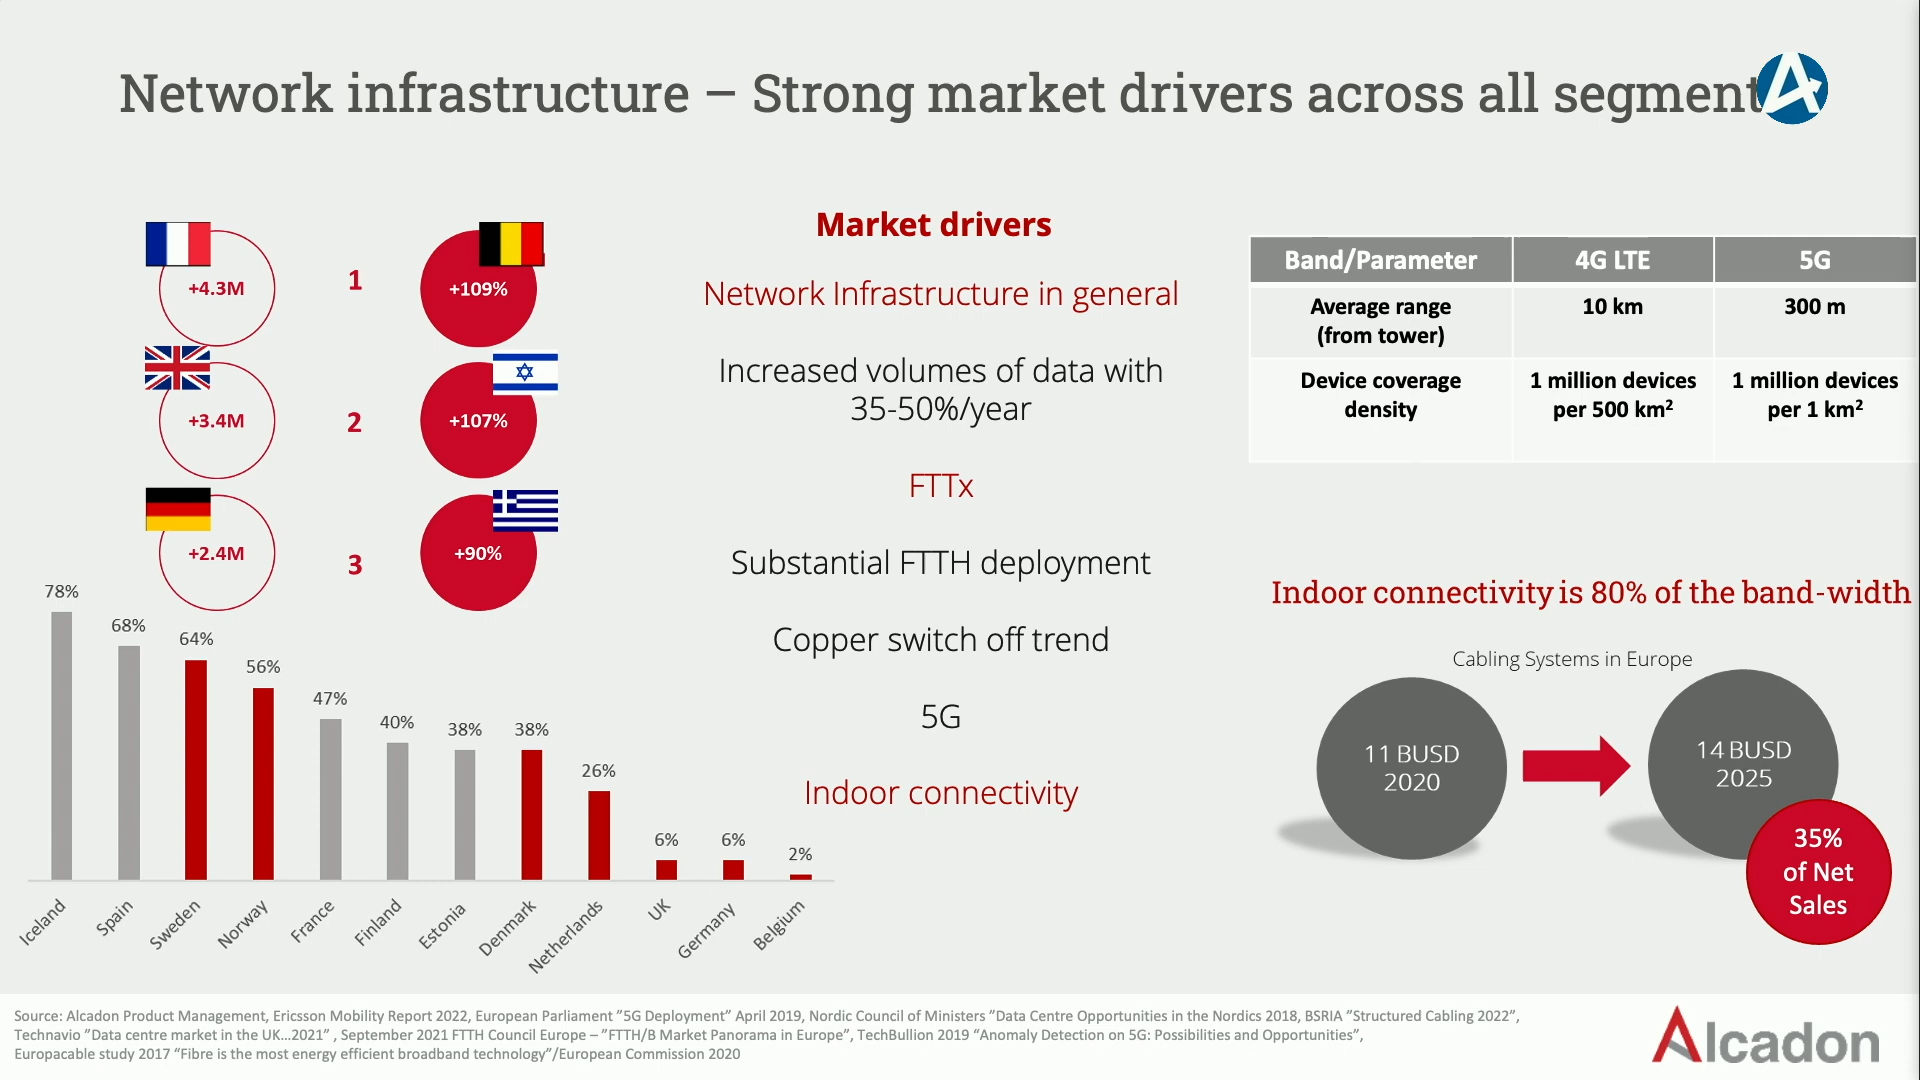 Network infrastructure – Strong market drivers across all segment
+4.3M
1
+109%
+3.4M
2
+107%
+2.4M
3
+90%
78%
68%
64%
56%
47%
40%
38%
38%
26%
6%
6%
2%
Iceland
Spain
Sweden
Norway
France
Finland
Estonia
Denmark
Netherlands
UK
Germany
Belgium
Market drivers
Network Infrastructure in general
Increased volumes of data with
35-50%/year
FTTx
Substantial FTTH deployment
Copper switch off trend
5G
Indoor connectivity
Band/Parameter 4G LTE 5G
Average range 10 km 300 m
(from tower)
Device coverage 1 million devices 1 million devices
density per 500 km² per 1 km²
Indoor connectivity is 80% of the band-width
Cabling Systems in Europe
11 BUSD
2020
14 BUSD
2025
35%
of Net
Sales
Source: Alcadon Product Management, Ericsson Mobility Report 2022, European Parliament ”5G Deployment” April 2019, Nordic Council of Ministers ”Data Centre Opportunities in the Nordics 2018, BSRIA ”Structured Cabling 2022”,
Technavio ”Data centre market in the UK…2021” , September 2021 FTTH Council Europe – ”FTTH/B Market Panorama in Europe”, TechBullion 2019 “Anomaly Detection on 5G: Possibilities and Opportunities”,
Europacable study 2017 “Fibre is the most energy efficient broadband technology”/European Commission 2020
Alcadon